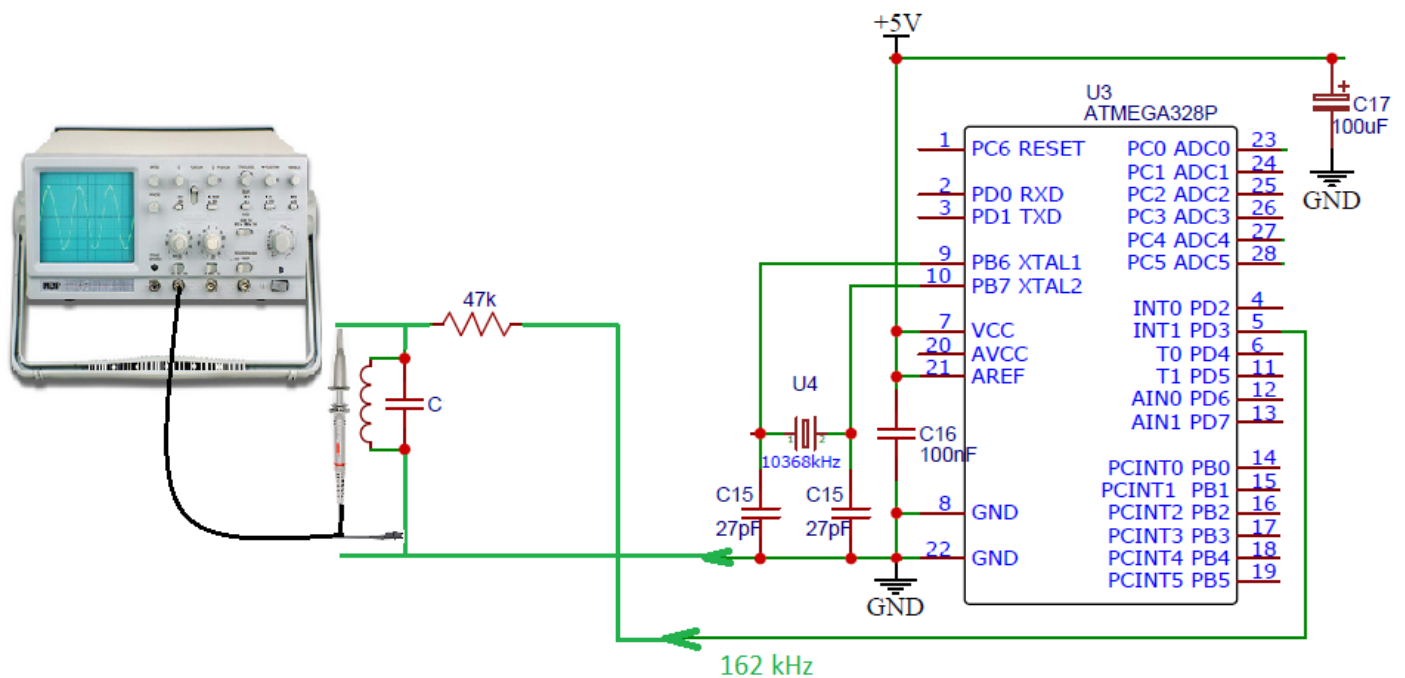 +5V
C17
100uF
GND
U3
ATMEGA328P
1 PC6 RESET
2 PD0 RXD
3 PD1 TXD
9 PB6 XTAL1
10 PB7 XTAL2
7 VCC
20 AVCC
21 AREF
8 GND
22 GND
PC0 ADC0 23
PC1 ADC1 24
PC2 ADC2 25
PC3 ADC3 26
PC4 ADC4 27
PC5 ADC5 28
INT0 PD2 4
INT1 PD3 5
T0 PD4 6
T1 PD5 11
AIN0 PD6 12
AIN1 PD7 13
PCINT0 PB0 14
PCINT1 PB1 15
PCINT2 PB2 16
PCINT3 PB3 17
PCINT4 PB4 18
PCINT5 PB5 19
47k
C
U4
1 2
10368kHz
C16
100nF
C15
27pF
C15
27pF
GND
162 kHz